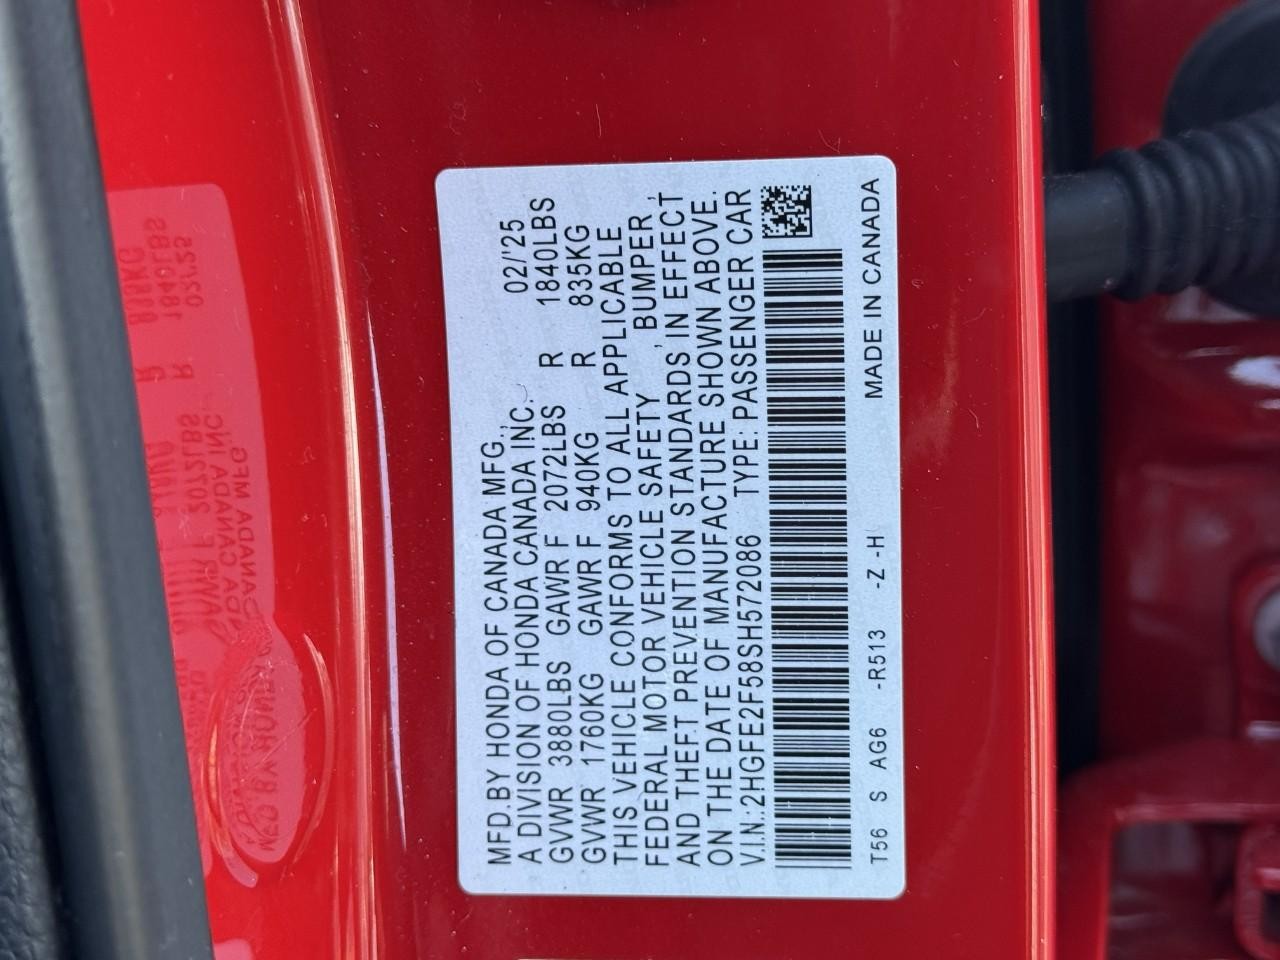 MFD.BY HONDA OF CANADA MFG., 02/'25
A DIVISION OF HONDA CANADA INC.
GVWR 3880LBS GAWR F 2072LBS R 1840LBS
GVWR 1760KG GAWR F 940KG R 835KG
THIS VEHICLE CONFORMS TO ALL APPLICABLE
FEDERAL MOTOR VEHICLE SAFETY , BUMPER ,
AND THEFT PREVENTION STANDARDS IN EFFECT
ON THE DATE OF MANUFACTURE SHOWN ABOVE.
V.I.N.:2HGFE2F58SH572086 TYPE: PASSENGER CAR
T56 S AG6 -R513 -Z -H MADE IN CANADA